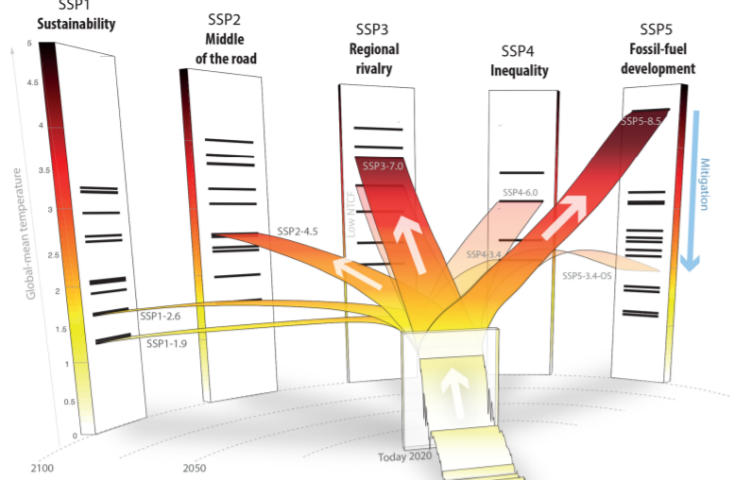 SSP1
Sustainability
SSP2
Middle
of the road
SSP3
Regional
rivalry
SSP4
Inequality
SSP5
Fossil-fuel
development
Global-mean temperature
5
4.5
4
3.5
3
2.5
2
1.5
1
0.5
0
SSP1-2.6
SSP1-1.9
SSP2-4.5
SSP3-7.0
Low NTCF
SSP4-6.0
SSP4-3.4
SSP5-8.5
SSP5-3.4-OS
Mitigation
Today 2020
2050
2100